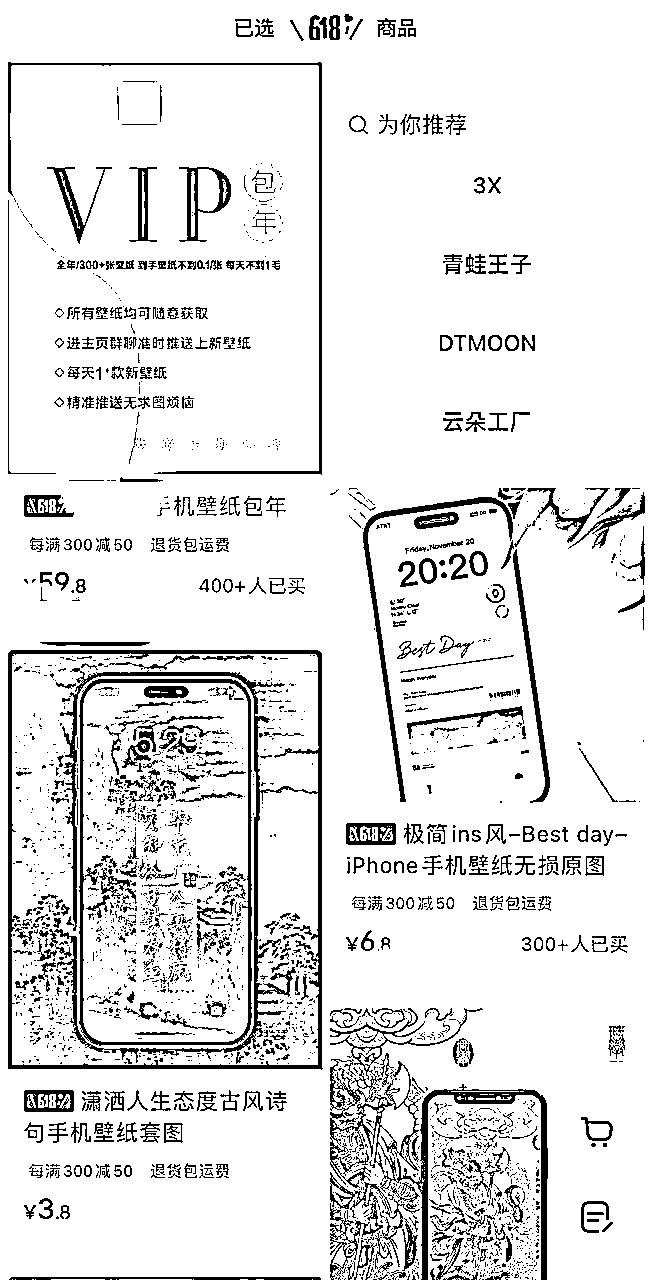 已选 618 商品
VIP 包年
全年/300+张壁纸 到手壁纸不到0.1/张 每天不到1毛
所有壁纸均可随意获取
进主页群聊准时推送上新壁纸
每天1+款新壁纸
精准推送无求图烦恼
手机壁纸包年
每满300减50 退货包运费
¥59.8 400+人已买
为你推荐
3X
青蛙王子
DTMOON
云朵工厂
AT&T
Friday, November 20
20:20
Best Day
618 极简ins风-Best day-
iPhone手机壁纸无损原图
每满300减50 退货包运费
¥6.8 300+人已买
5:29
618 潇洒人生态度古风诗
句手机壁纸套图
每满300减50 退货包运费
¥3.8